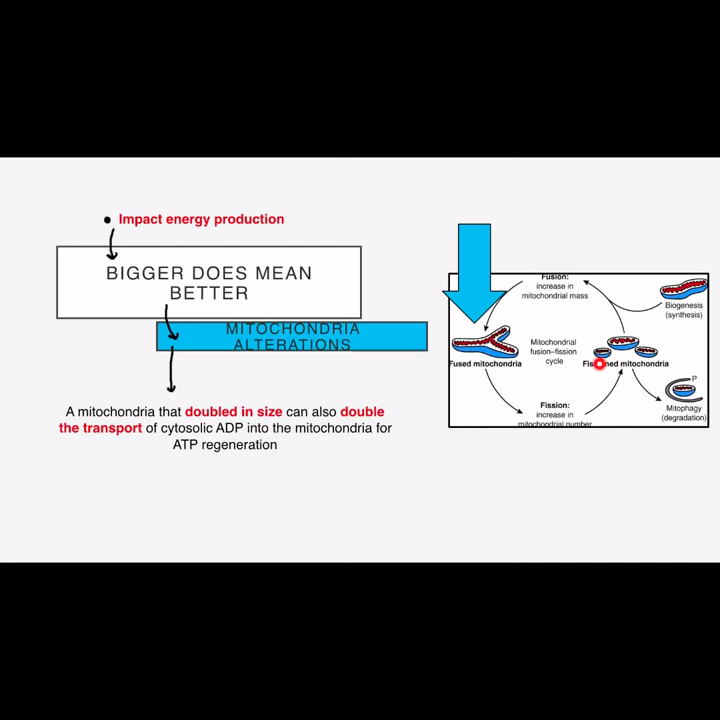 Impact energy production
BIGGER DOES MEAN
BETTER
MITOCHONDRIA
ALTERATIONS
A mitochondria that doubled in size can also double
the transport of cytosolic ADP into the mitochondria for
ATP regeneration
Fusion:
increase in
mitochondrial mass
Biogenesis
(synthesis)
Mitochondrial
fusion–fission
cycle
Fused mitochondria
mitochondria
P
Mitophagy
(degradation)
Fission:
increase in
mitochondrial number